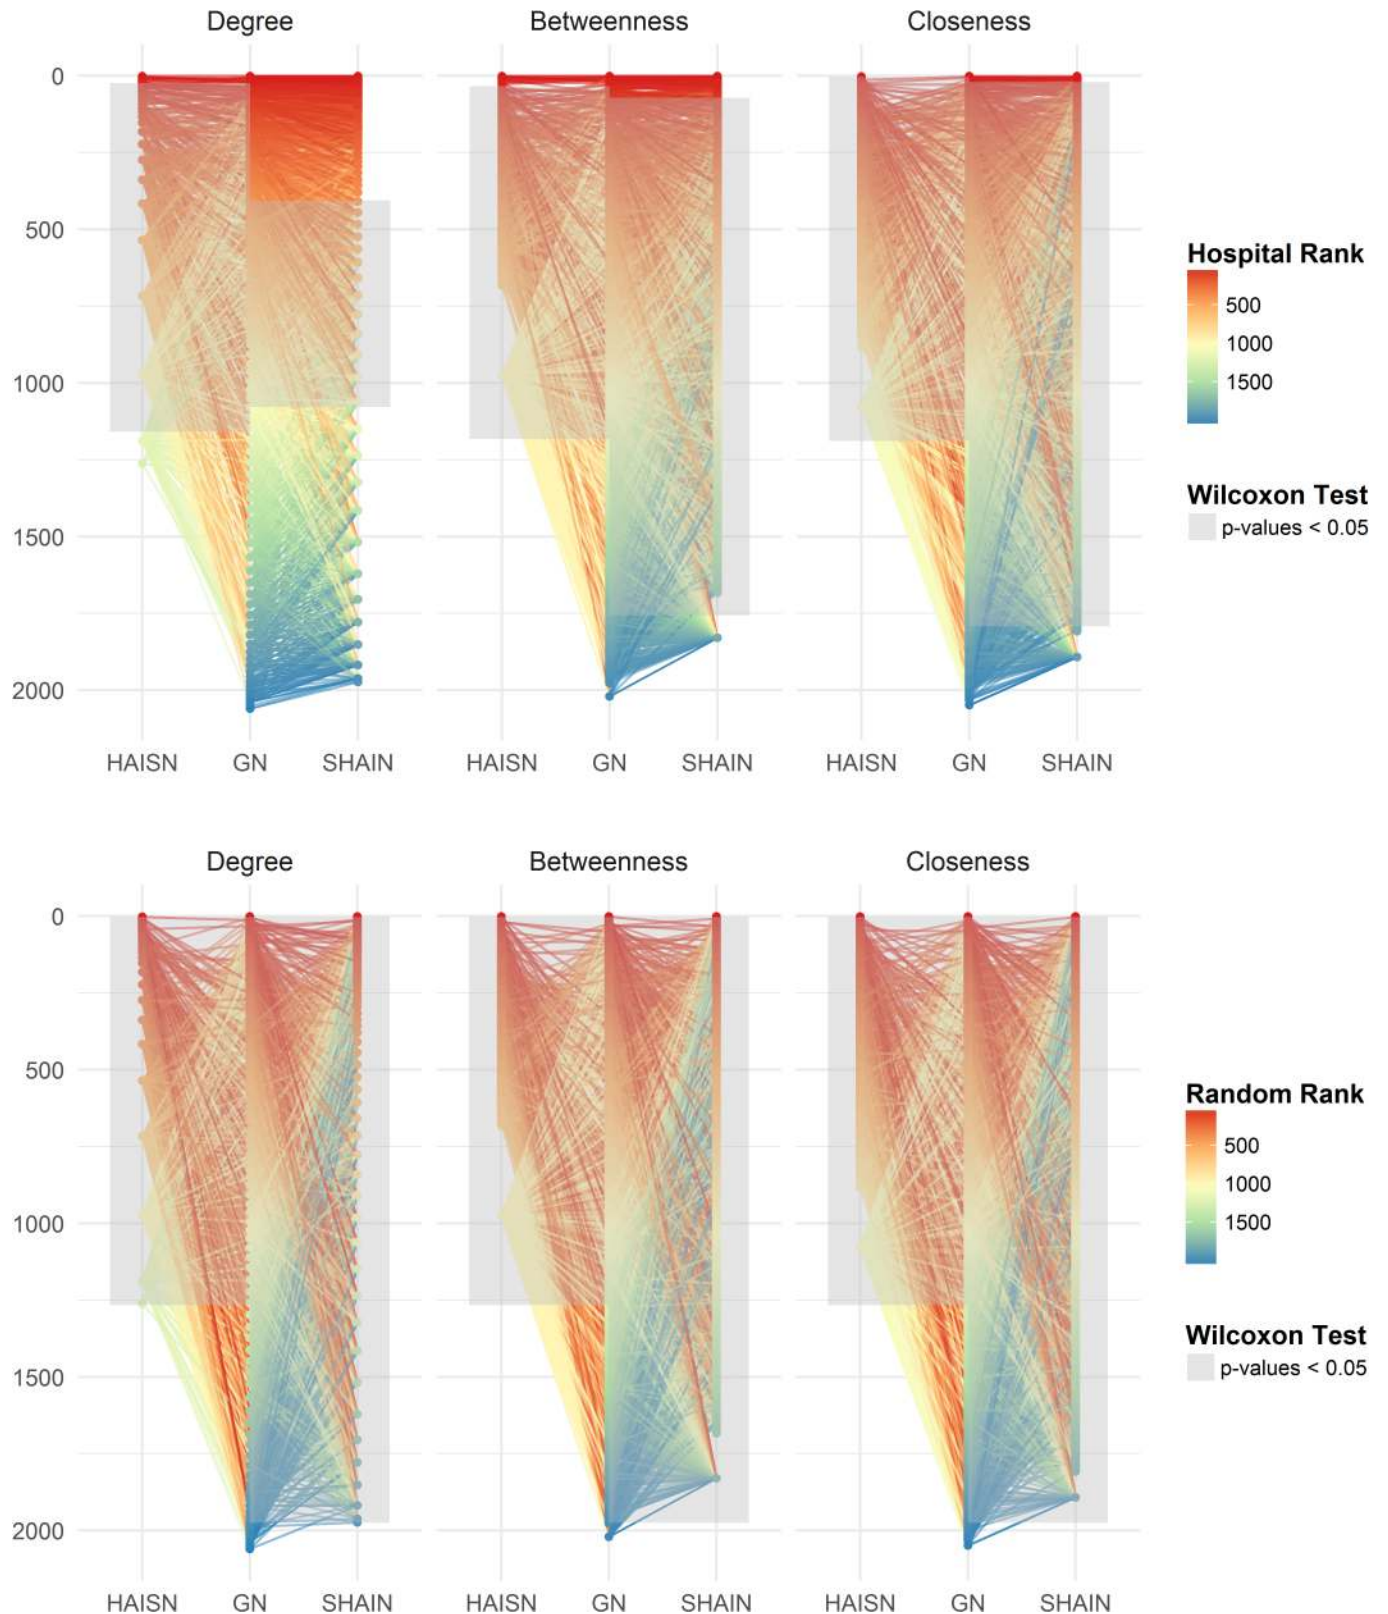 Degree Betweenness Closeness
0
500
1000
1500
2000
HAISN GN SHAIN HAISN GN SHAIN HAISN GN SHAIN
Hospital Rank
500
1000
1500
Wilcoxon Test
p-values < 0.05
Degree Betweenness Closeness
0
500
1000
1500
2000
HAISN GN SHAIN HAISN GN SHAIN HAISN GN SHAIN
Random Rank
500
1000
1500
Wilcoxon Test
p-values < 0.05